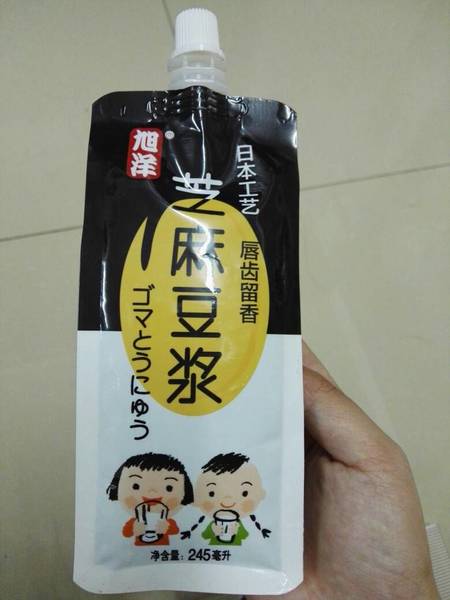 旭洋®
日本工艺
唇齿留香
芝麻豆浆
ゴマとうにゅう
净含量：245毫升